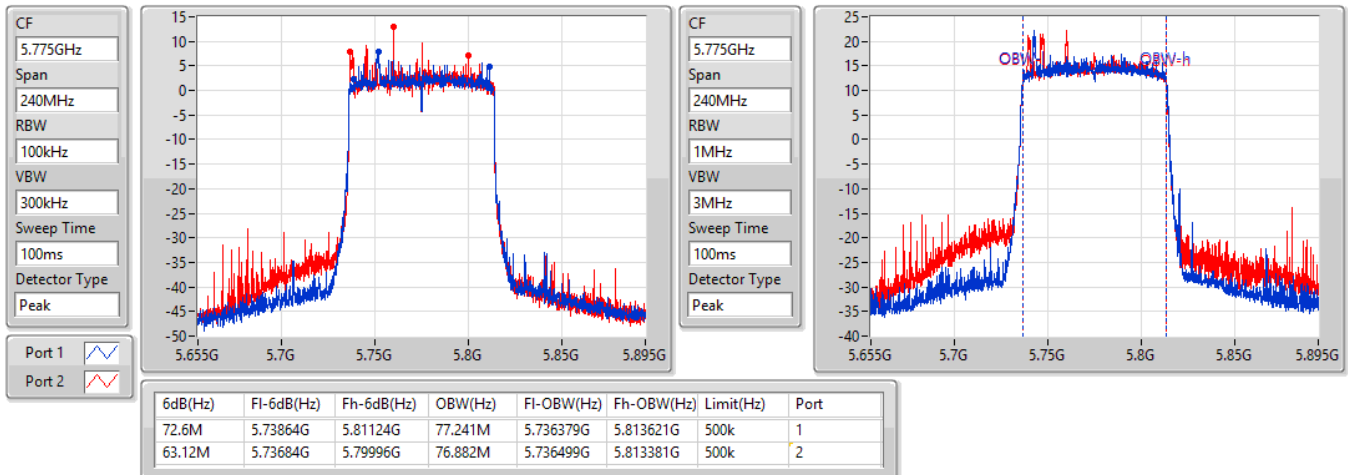 CF
5.775GHz
Span
240MHz
RBW
100kHz
VBW
300kHz
Sweep Time
100ms
Detector Type
Peak
Port 1
Port 2
15
10
5
0
-5
-10
-15
-20
-25
-30
-35
-40
-45
-50
5.655G 5.7G 5.75G 5.8G 5.85G 5.895G
CF
5.775GHz
Span
240MHz
RBW
1MHz
VBW
3MHz
Sweep Time
100ms
Detector Type
Peak
25
20
15
10
5
0
-5
-10
-15
-20
-25
-30
-35
-40
OBW-h
5.655G 5.7G 5.75G 5.8G 5.85G 5.895G
6dB(Hz) Fl-6dB(Hz) Fh-6dB(Hz) OBW(Hz) Fl-OBW(Hz) Fh-OBW(Hz) Limit(Hz) Port
72.6M 5.73864G 5.81124G 77.241M 5.736379G 5.813621G 500k 1
63.12M 5.73684G 5.79996G 76.882M 5.736499G 5.813381G 500k 2